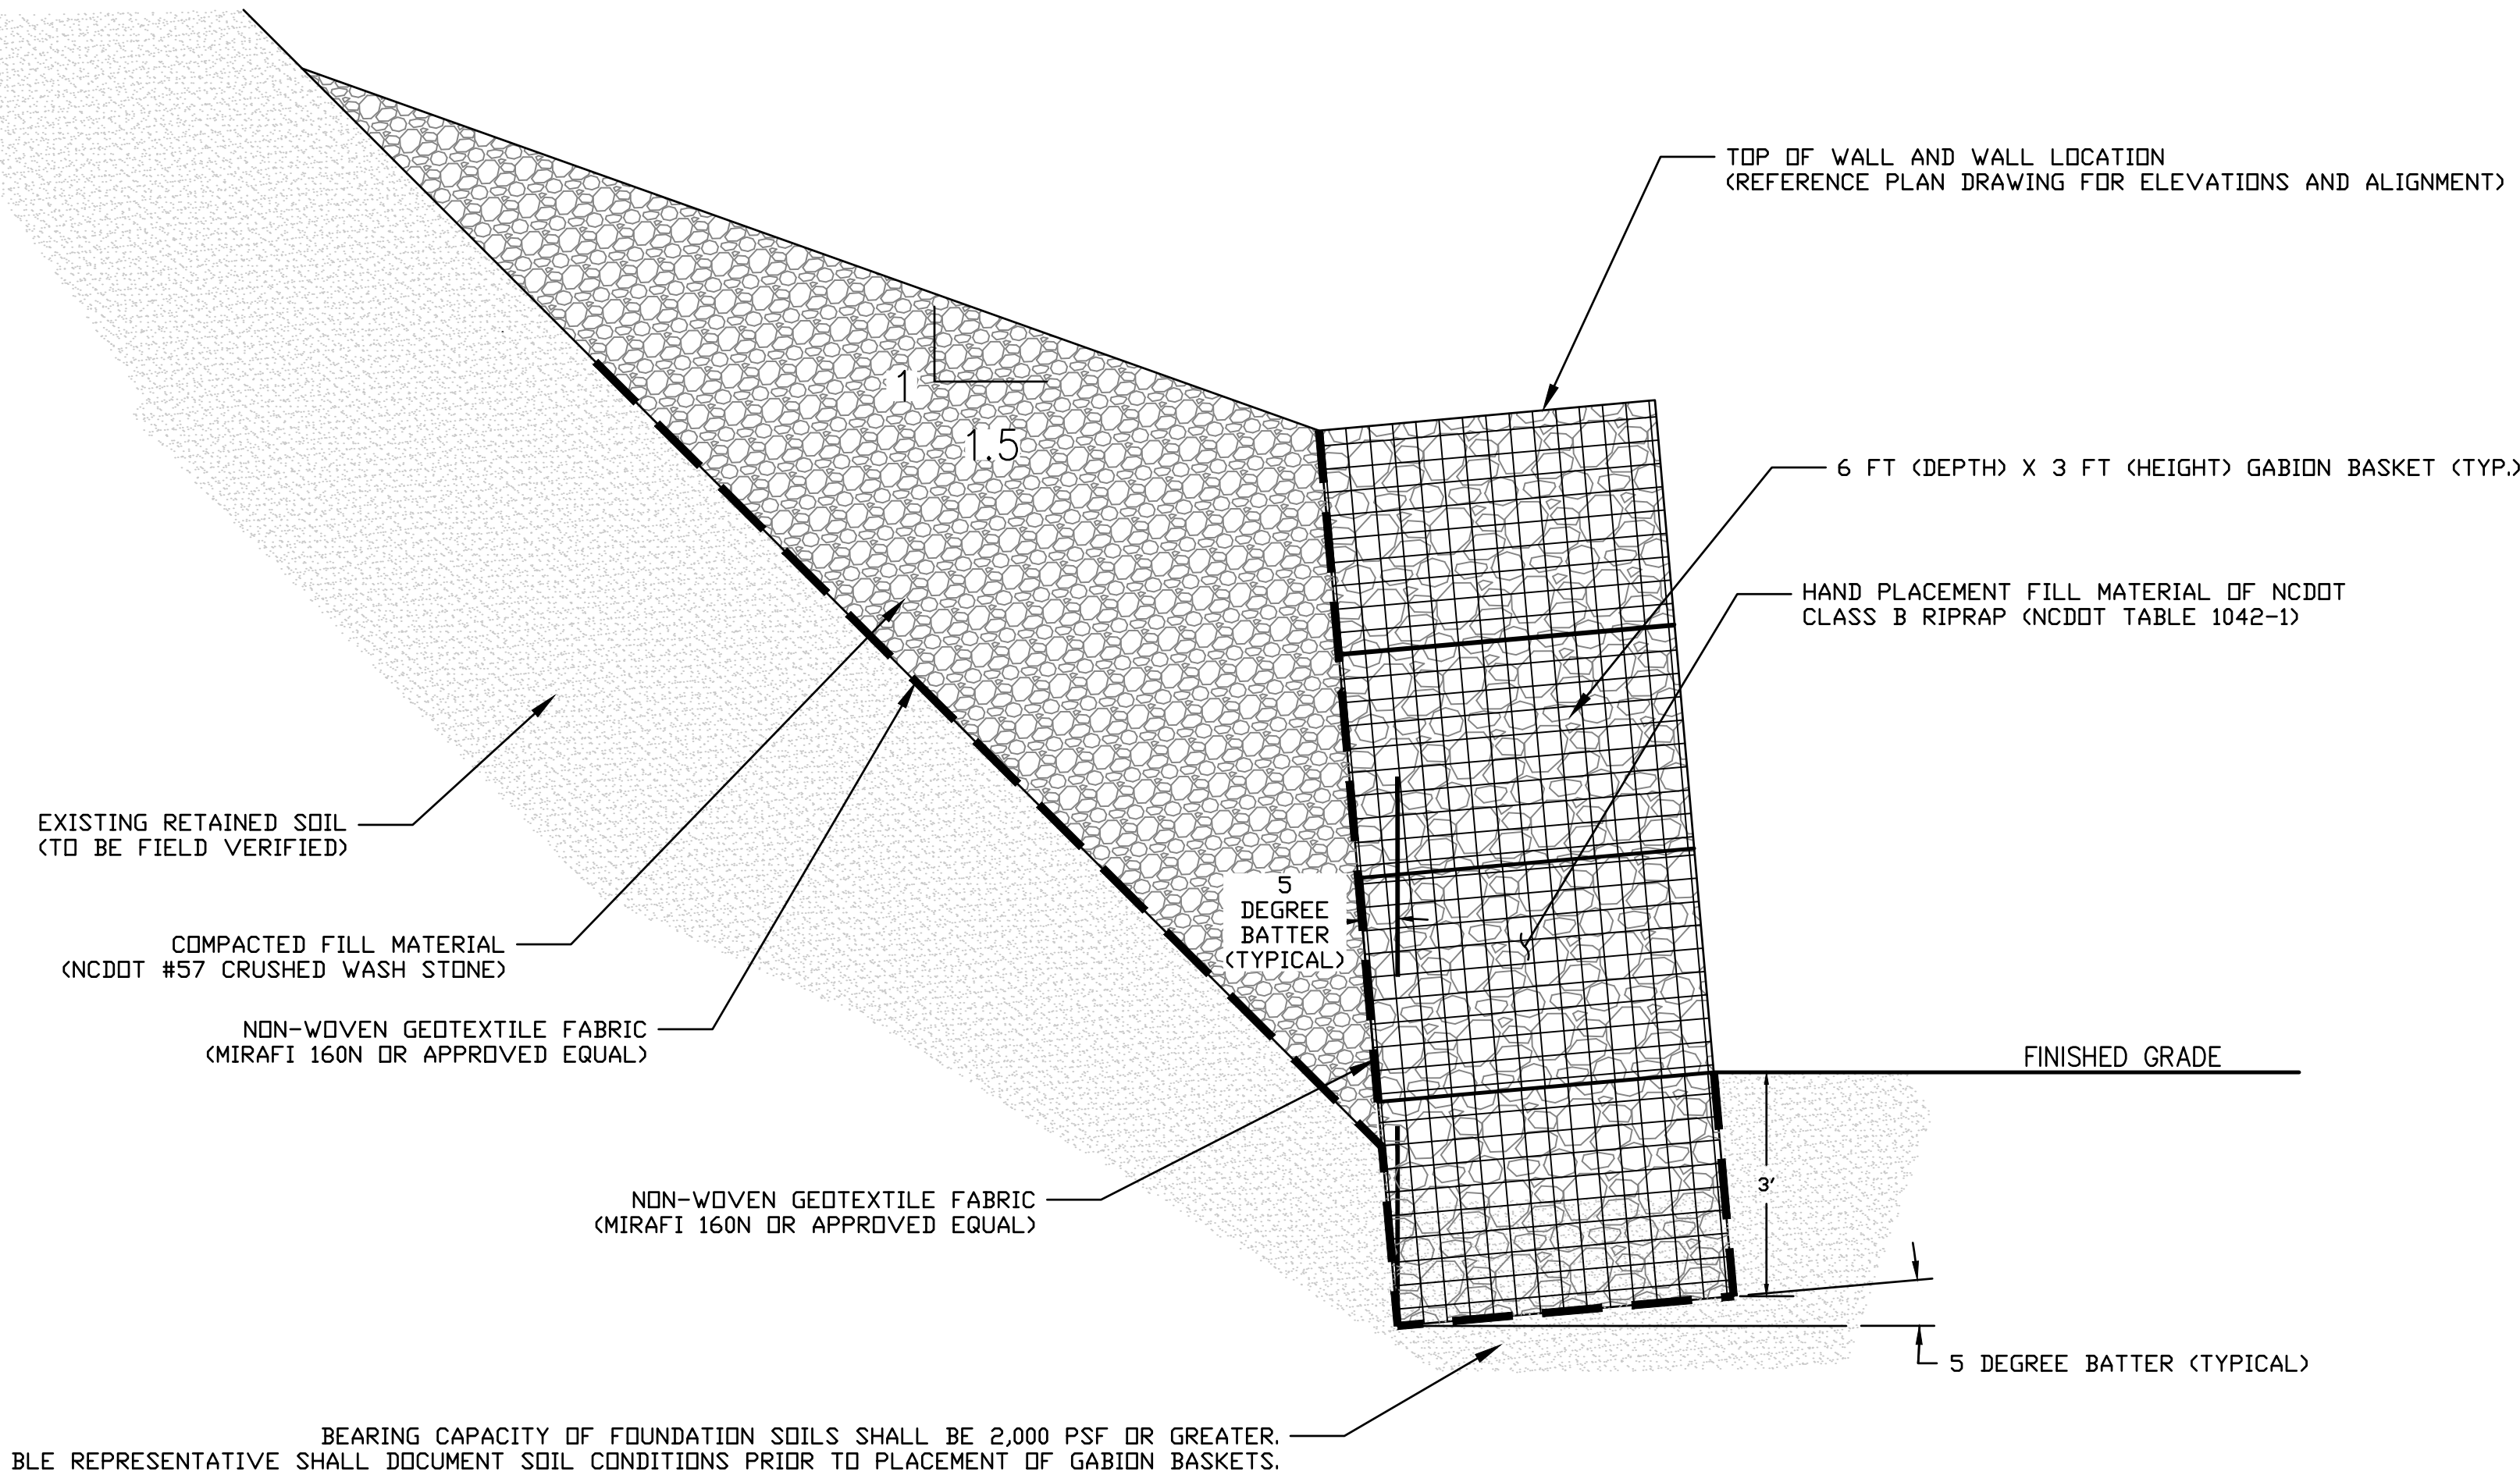 TOP OF WALL AND WALL LOCATION
(REFERENCE PLAN DRAWING FOR ELEVATIONS AND ALIGNMENT)
1
1.5
6 FT (DEPTH) X 3 FT (HEIGHT) GABION BASKET (TYP.)
HAND PLACEMENT FILL MATERIAL OF NCDOT
CLASS B RIPRAP (NCDOT TABLE 1042-1)
EXISTING RETAINED SOIL
(TO BE FIELD VERIFIED)
5
DEGREE
BATTER
(TYPICAL)
COMPACTED FILL MATERIAL
(NCDOT #57 CRUSHED WASH STONE)
NON-WOVEN GEOTEXTILE FABRIC
(MIRAFI 160N OR APPROVED EQUAL)
FINISHED GRADE
3'
NON-WOVEN GEOTEXTILE FABRIC
(MIRAFI 160N OR APPROVED EQUAL)
5 DEGREE BATTER (TYPICAL)
BEARING CAPACITY OF FOUNDATION SOILS SHALL BE 2,000 PSF OR GREATER.
BLE REPRESENTATIVE SHALL DOCUMENT SOIL CONDITIONS PRIOR TO PLACEMENT OF GABION BASKETS.